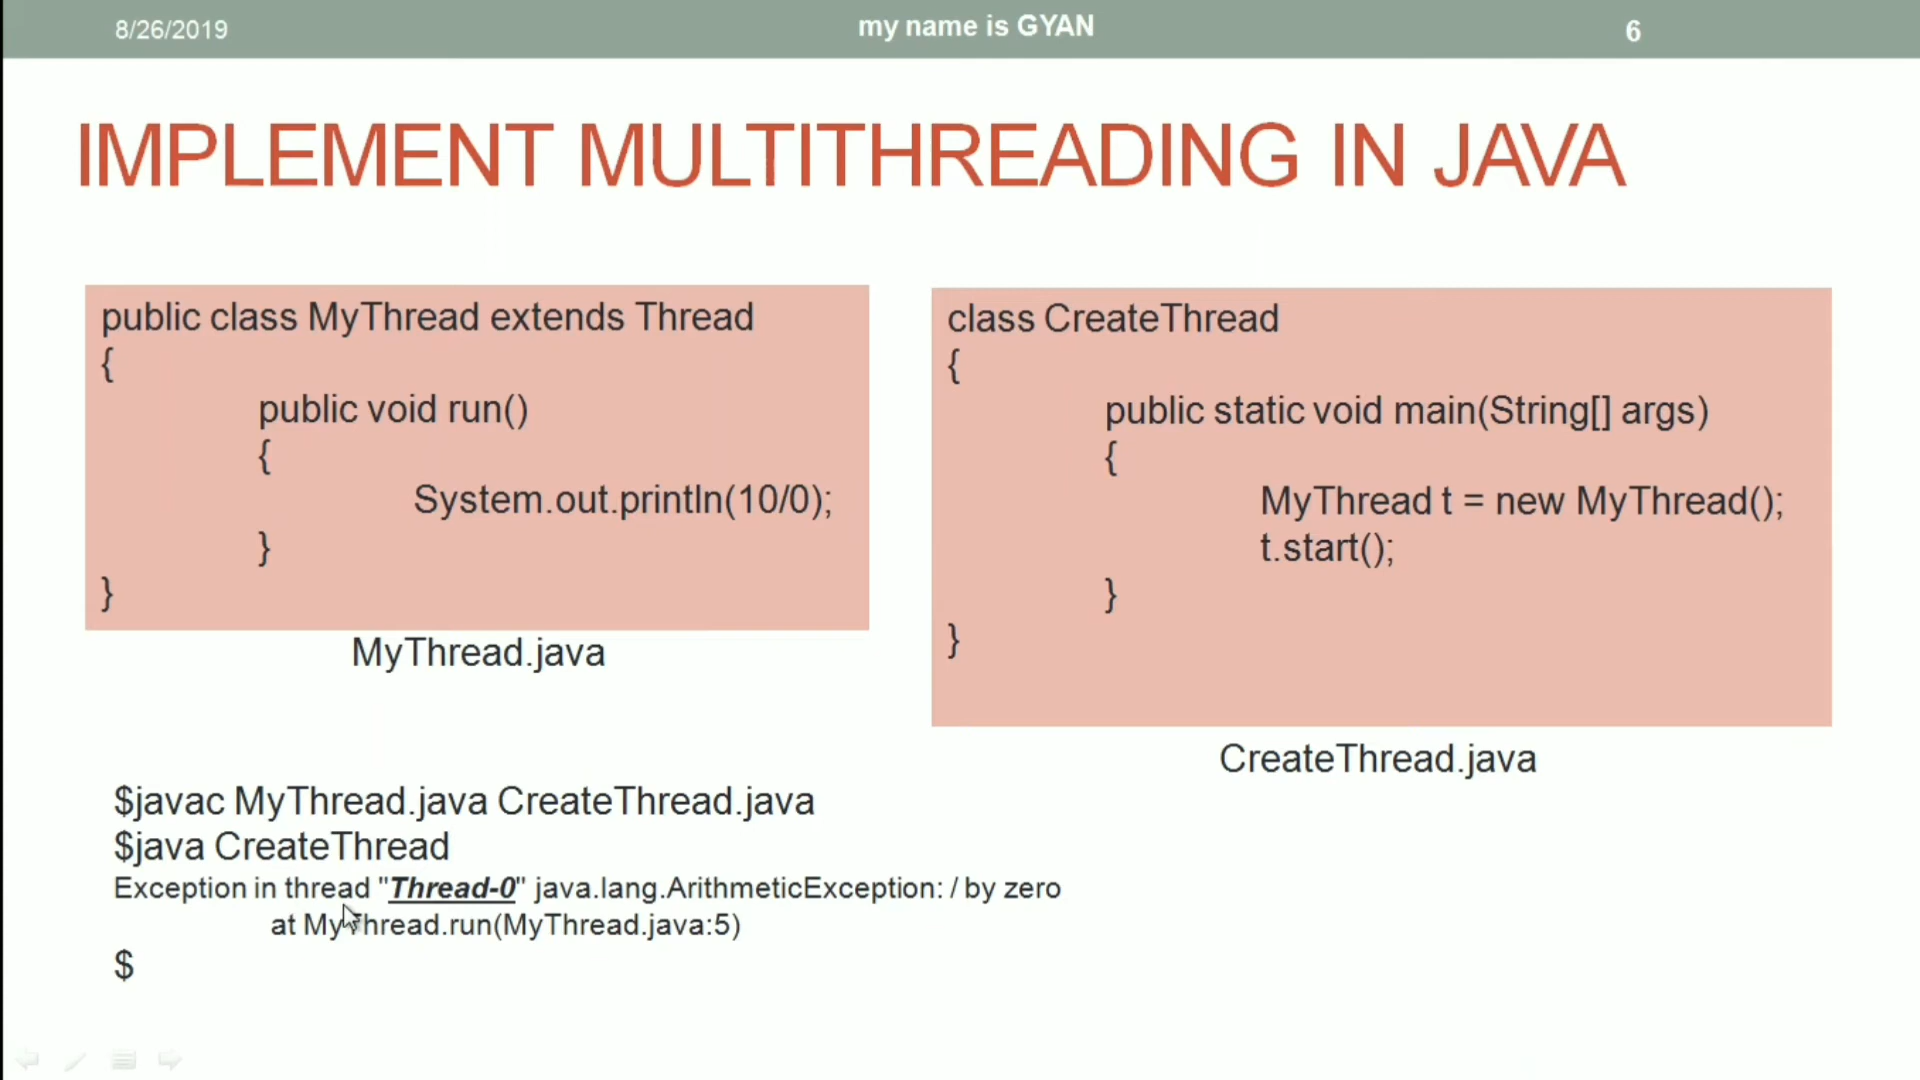 8/26/2019
my name is GYAN
6
IMPLEMENT MULTITHREADING IN JAVA
public class MyThread extends Thread
{
public void run()
{
System.out.println(10/0);
}
}
MyThread.java
class CreateThread
{
public static void main(String[] args)
{
MyThread t = new MyThread();
t.start();
}
}
CreateThread.java
$javac MyThread.java CreateThread.java
$java CreateThread
Exception in thread "Thread-0" java.lang.ArithmeticException: / by zero
at MyThread.run(MyThread.java:5)
$